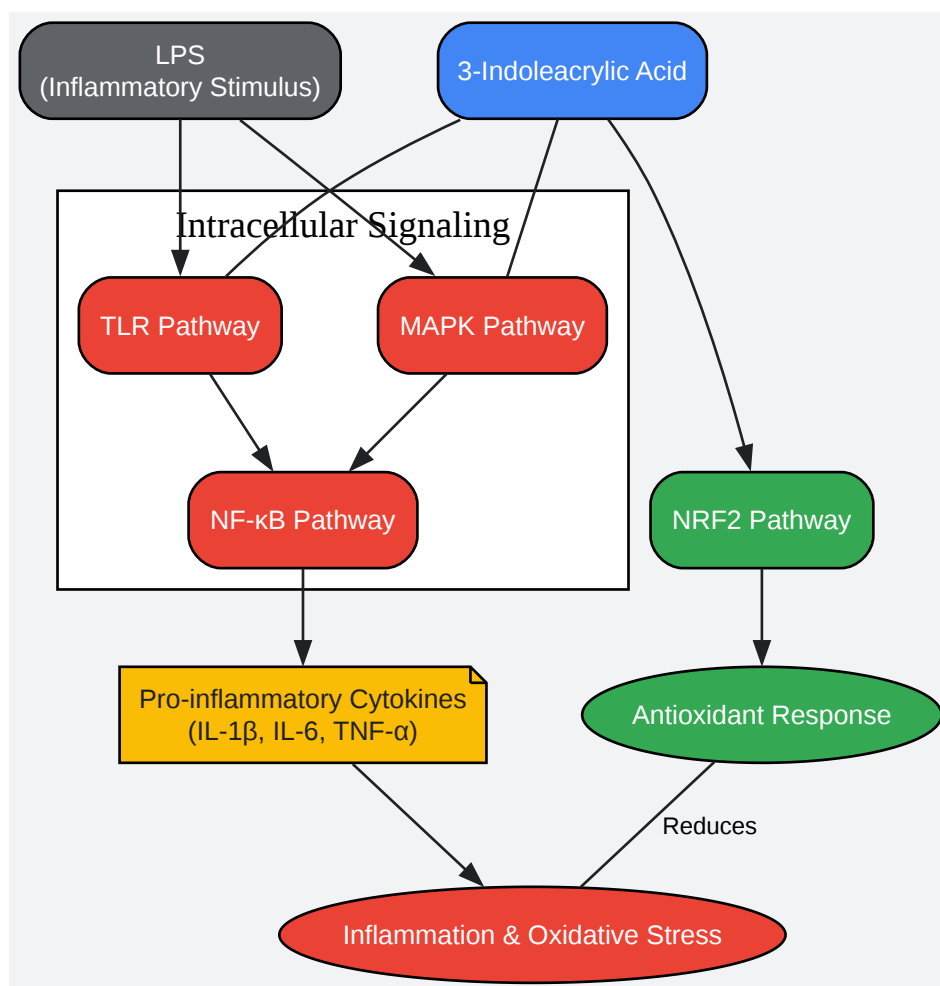 LPS
(Inflammatory Stimulus)
3-Indoleacrylic Acid
Intracellular Signaling
TLR Pathway
MAPK Pathway
NF-κB Pathway
NRF2 Pathway
Pro-inflammatory Cytokines
(IL-1β, IL-6, TNF-α)
Antioxidant Response
Reduces
Inflammation & Oxidative Stress